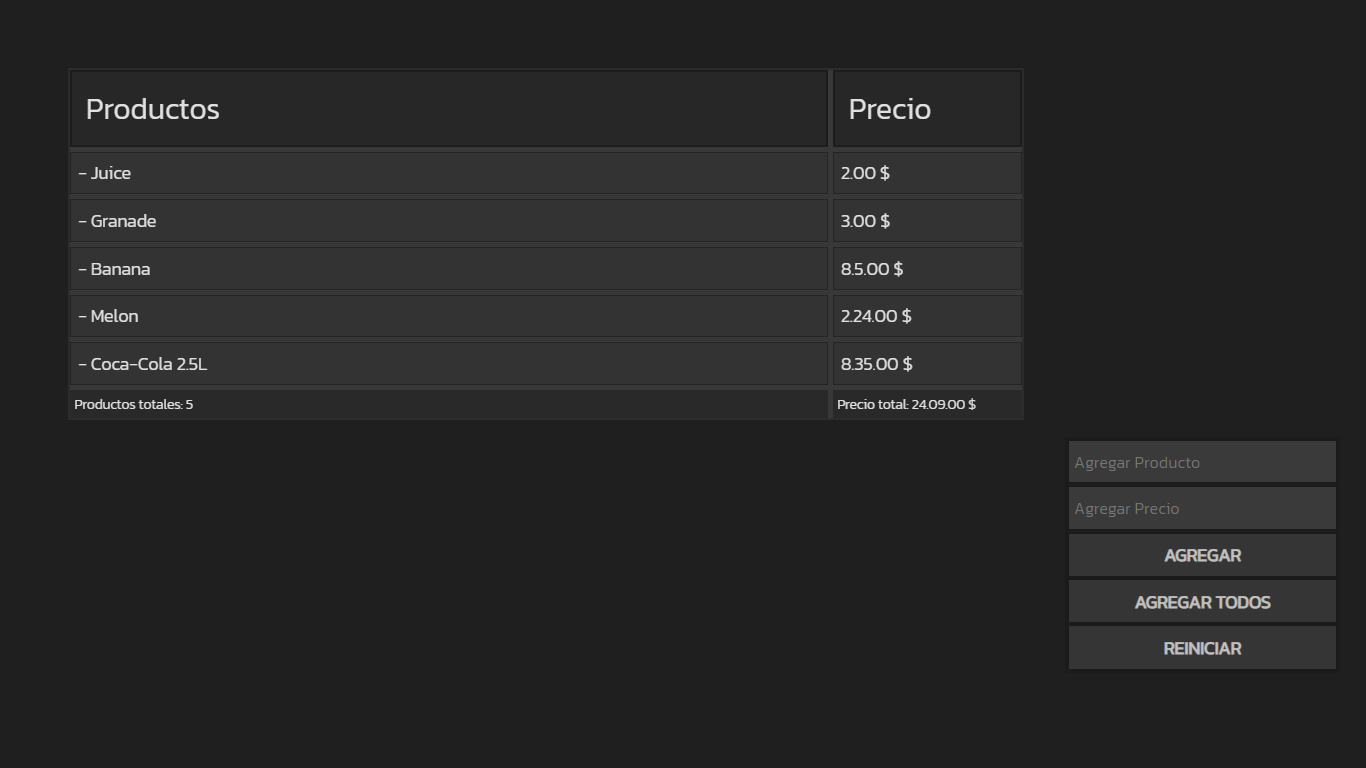 Productos Precio
- Juice 2.00 $
- Granade 3.00 $
- Banana 8.5.00 $
- Melon 2.24.00 $
- Coca-Cola 2.5L 8.35.00 $
Productos totales: 5 Precio total: 24.09.00 $
Agregar Producto
Agregar Precio
AGREGAR
AGREGAR TODOS
REINICIAR